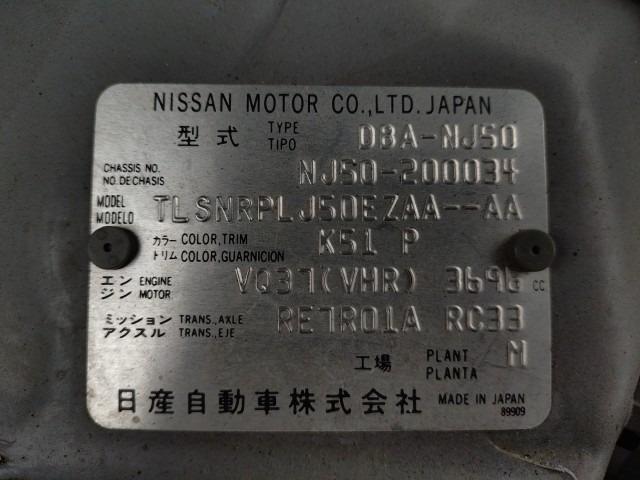 NISSAN MOTOR CO.,LTD. JAPAN
型式 TYPE TIPO DBA-NJ50
CHASSIS NO. NO.DE CHASIS NJ50-200034
MODEL MODELO TLSNRPLJ50EZAA--AA
カラー COLOR,TRIM K51 P
トリム COLOR,GUARNICION
エンジン ENGINE MOTOR VQ37(VHR) 3696 cc
ミッション TRANS.,AXLE RE7R01A RC33
アクスル TRANS.,EJE
工場 PLANT PLANTA M
日産自動車株式会社 MADE IN JAPAN
89909